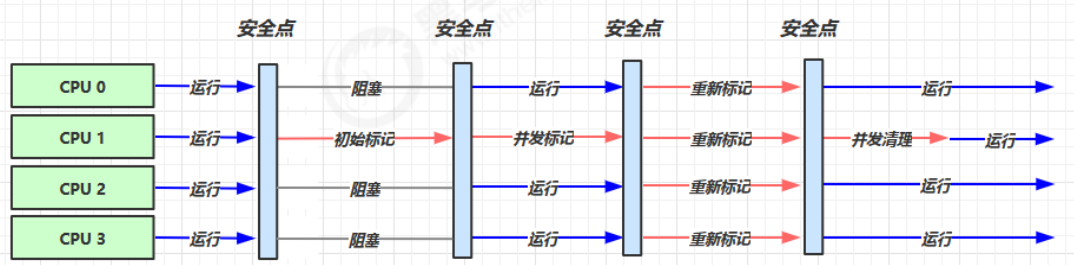 安全点 安全点 安全点 安全点
CPU 0 运行 阻塞 运行 重新标记 运行
CPU 1 运行 初始标记 并发标记 重新标记 并发清理 运行
CPU 2 运行 阻塞 运行 重新标记 运行
CPU 3 运行 阻塞 运行 重新标记 运行